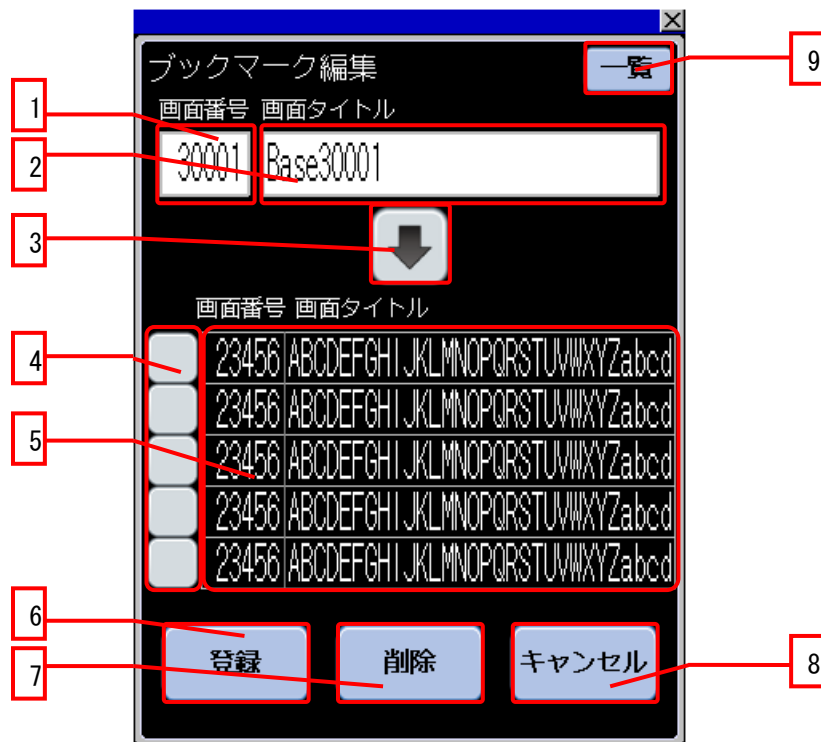 ブックマーク編集 一覧 9
1 画面番号 画面タイトル
2 30001 Base30001
3
画面番号 画面タイトル
4 23456 ABCDEFGHIJKLMNOPQRSTUVWXYZabcd
23456 ABCDEFGHIJKLMNOPQRSTUVWXYZabcd
5 23456 ABCDEFGHIJKLMNOPQRSTUVWXYZabcd
23456 ABCDEFGHIJKLMNOPQRSTUVWXYZabcd
23456 ABCDEFGHIJKLMNOPQRSTUVWXYZabcd
6
7 登録 削除 キャンセル 8